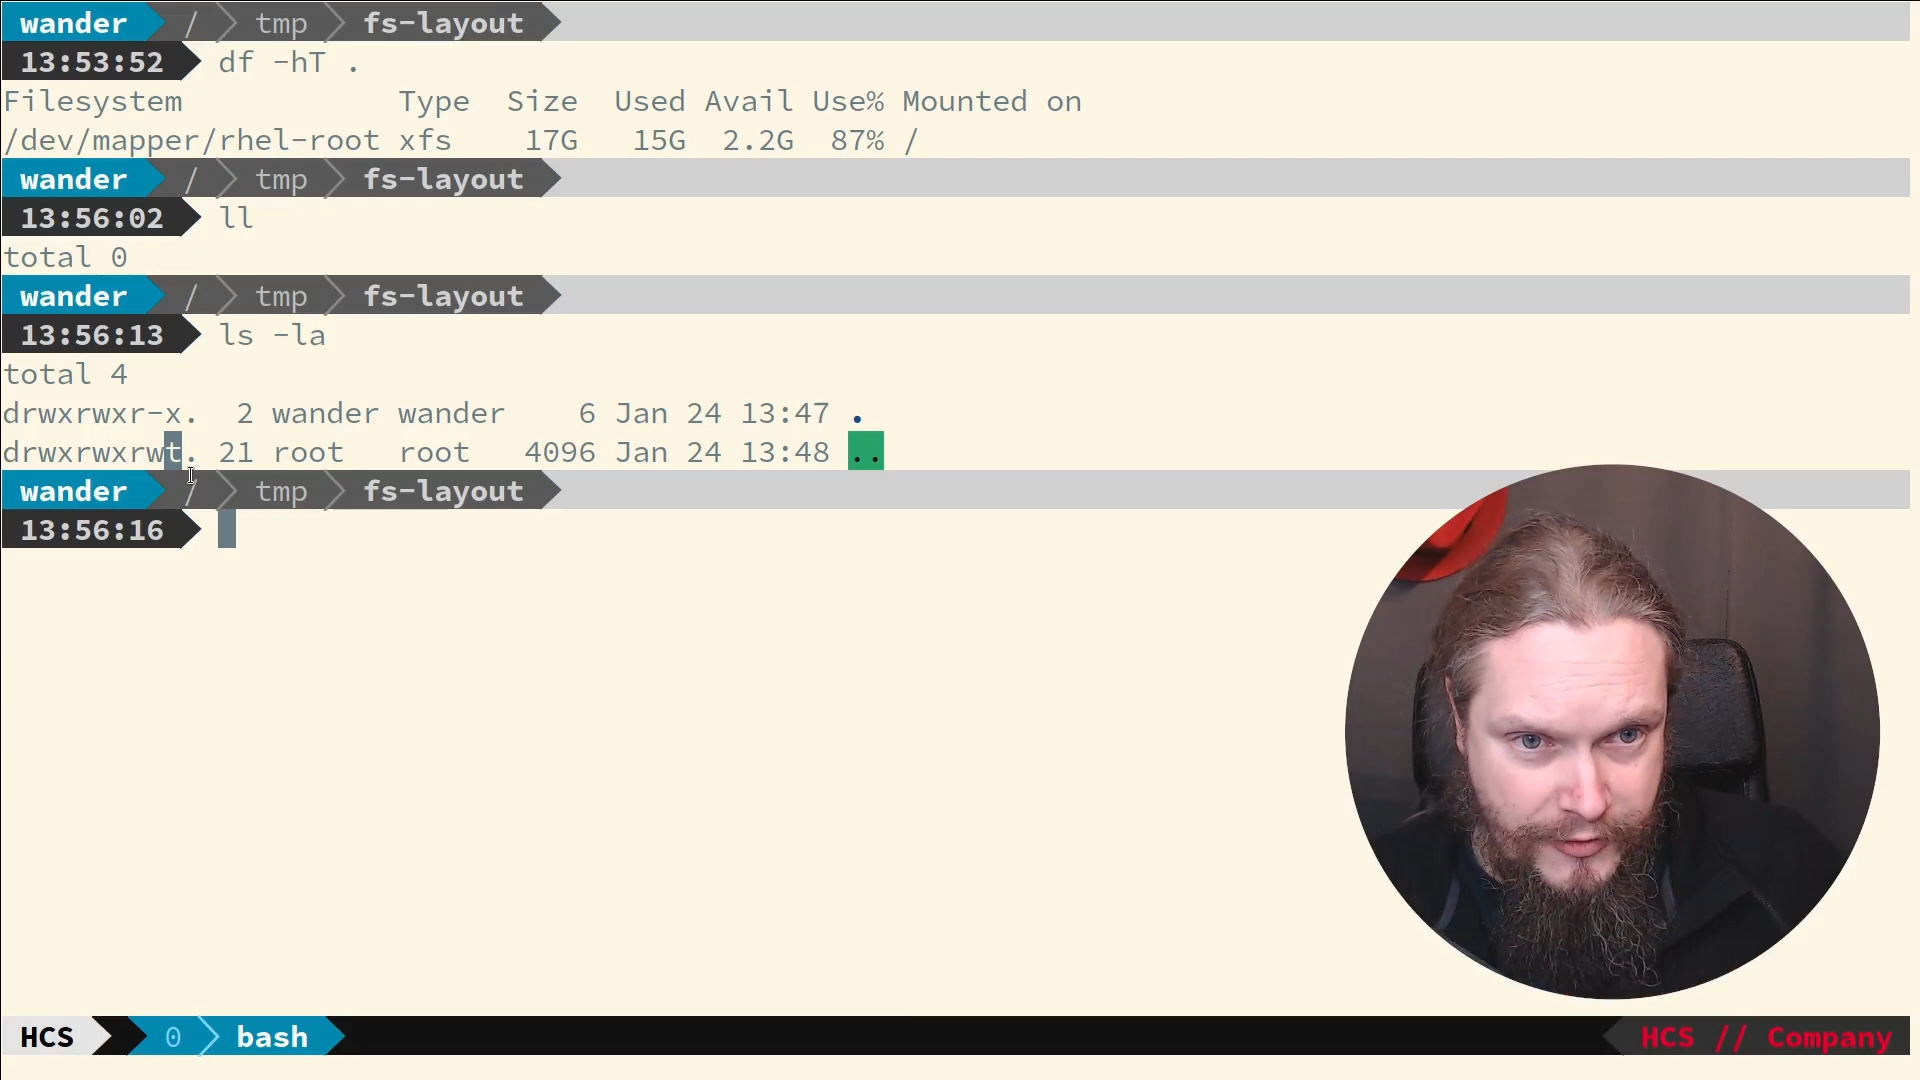 wander / tmp fs-layout
13:53:52 df -hT .
Filesystem Type Size Used Avail Use% Mounted on
/dev/mapper/rhel-root xfs 17G 15G 2.2G 87% /
wander / tmp fs-layout
13:56:02 ll
total 0
wander / tmp fs-layout
13:56:13 ls -la
total 4
drwxrwxr-x. 2 wander wander 6 Jan 24 13:47 .
drwxrwxrwt. 21 root root 4096 Jan 24 13:48 ..
wander / tmp fs-layout
13:56:16
HCS 0 bash HCS // Company